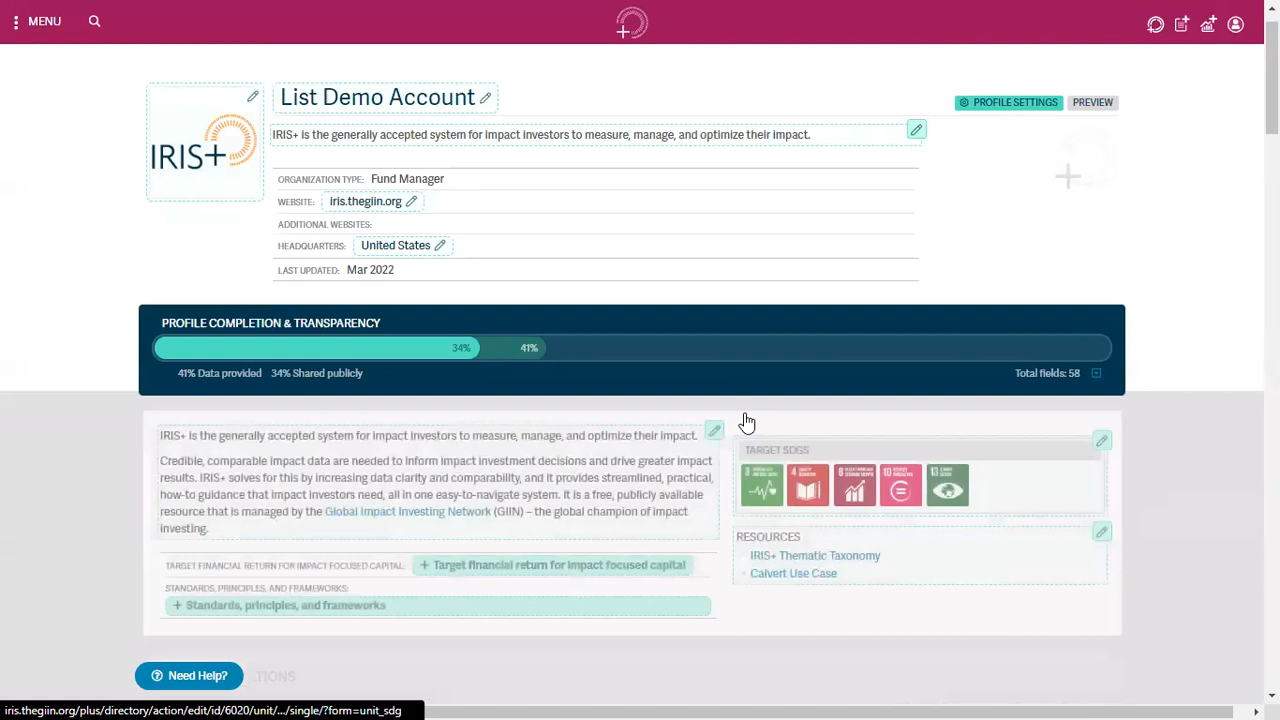 MENU
List Demo Account
PROFILE SETTINGS
PREVIEW
IRIS+
IRIS+ is the generally accepted system for impact investors to measure, manage, and optimize their impact.
ORGANIZATION TYPE: Fund Manager
WEBSITE: iris.thegiin.org
ADDITIONAL WEBSITES:
HEADQUARTERS: United States
LAST UPDATED: Mar 2022
PROFILE COMPLETION & TRANSPARENCY
34% 41%
41% Data provided 34% Shared publicly
Total fields: 58
IRIS+ is the generally accepted system for impact investors to measure, manage, and optimize their impact.
Credible, comparable impact data are needed to inform impact investment decisions and drive greater impact
results. IRIS+ solves for this by increasing data clarity and comparability, and it provides streamlined, practical,
how-to guidance that impact investors need, all in one easy-to-navigate system. It is a free, publicly available
resource that is managed by the Global Impact Investing Network (GIIN) – the global champion of impact
investing.
TARGET FINANCIAL RETURN FOR IMPACT FOCUSED CAPITAL: + Target financial return for impact focused capital
STANDARDS, PRINCIPLES, AND FRAMEWORKS:
+ Standards, principles, and frameworks
TARGET SDGS
3 4 8 10 13
RESOURCES
IRIS+ Thematic Taxonomy
Calvert Use Case
Need Help?
TIONS
iris.thegiin.org/plus/directory/action/edit/id/6020/unit/.../single/?form=unit_sdg